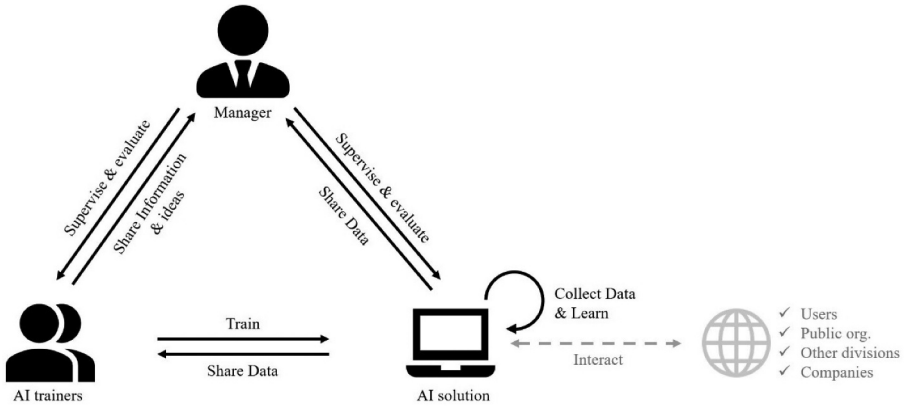 Manager
Supervise & evaluate
Share Information
& ideas
Supervise & evaluate
Share Data
Collect Data
& Learn
Train
Share Data
Interact
Users
Public org.
Other divisions
Companies
AI trainers
AI solution